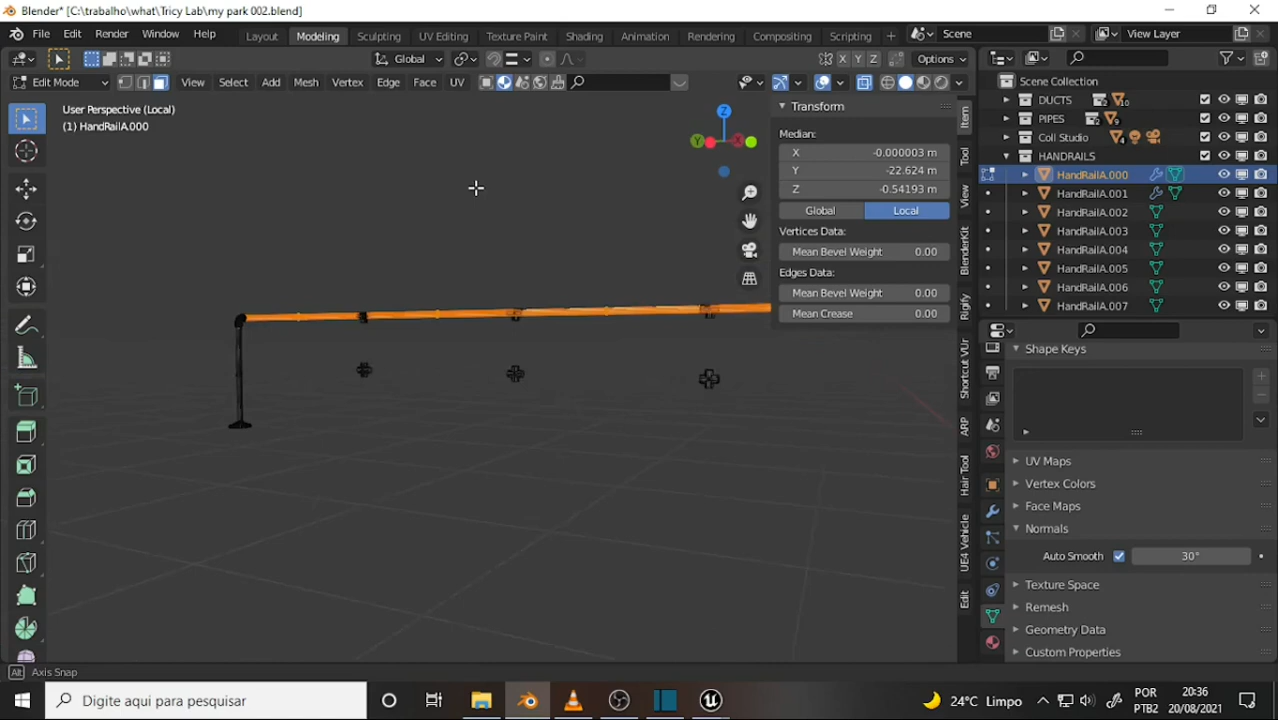 Blender* [C:\trabalho\what\Tricy Lab\my park 002.blend]
File Edit Render Window Help
Layout Modeling Sculpting UV Editing Texture Paint Shading Animation Rendering Compositing Scripting +
Scene
View Layer
Global
X Y Z
Options
Edit Mode
View Select Add Mesh Vertex Edge Face UV
User Perspective (Local)
(1) HandRailA.000
Z
X
Y
Transform
Median:
X -0.000003 m
Y -22.624 m
Z -0.54193 m
Global Local
Vertices Data:
Mean Bevel Weight 0.00
Edges Data:
Mean Bevel Weight 0.00
Mean Crease 0.00
Item
Tool
View
BlenderKit
Rigify
Shortcut VUr
ARP
Hair Tool
UE4 Vehicle
Edit
Scene Collection
DUCTS 2 10
PIPES 2 9
Coll Studio 4
HANDRAILS
HandRailA.000
HandRailA.001
HandRailA.002
HandRailA.003
HandRailA.004
HandRailA.005
HandRailA.006
HandRailA.007
Shape Keys
UV Maps
Vertex Colors
Face Maps
Normals
Auto Smooth 30°
Texture Space
Remesh
Geometry Data
Custom Properties
Alt Axis Snap
Digite aqui para pesquisar
24°C Limpo
POR
PTB2
20:36
20/08/2021